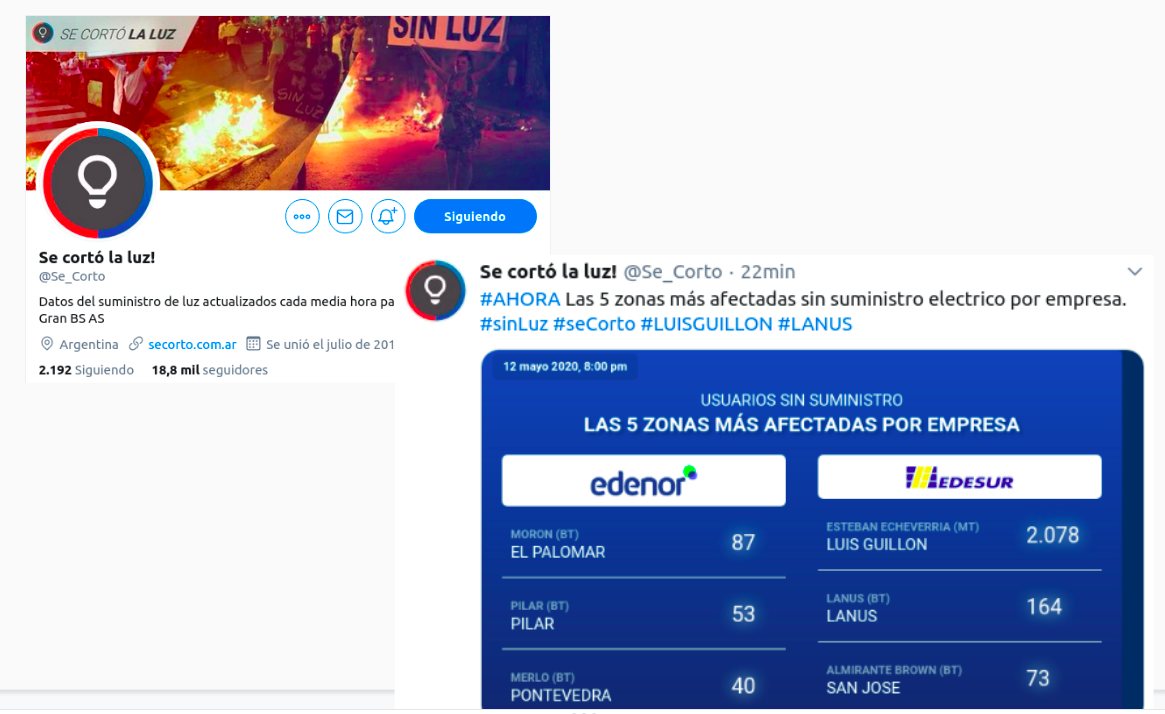 SE CORTÓ LA LUZ
SIN LUZ
SIN
LUZ
Siguiendo
Se cortó la luz!
@Se_Corto
Datos del suministro de luz actualizados cada media hora pa
Gran BS AS
Argentina secorto.com.ar Se unió el julio de 201
2.192 Siguiendo 18,8 mil seguidores
Se cortó la luz! @Se_Corto · 22min
#AHORA Las 5 zonas más afectadas sin suministro electrico por empresa.
#sinLuz #seCorto #LUISGUILLON #LANUS
12 mayo 2020, 8:00 pm
USUARIOS SIN SUMINISTRO
LAS 5 ZONAS MÁS AFECTADAS POR EMPRESA
edenor
MORON (BT)
EL PALOMAR 87
PILAR (BT)
PILAR 53
MERLO (BT)
PONTEVEDRA 40
EDESUR
ESTEBAN ECHEVERRIA (MT)
LUIS GUILLON 2.078
LANUS (BT)
LANUS 164
ALMIRANTE BROWN (BT)
SAN JOSE 73